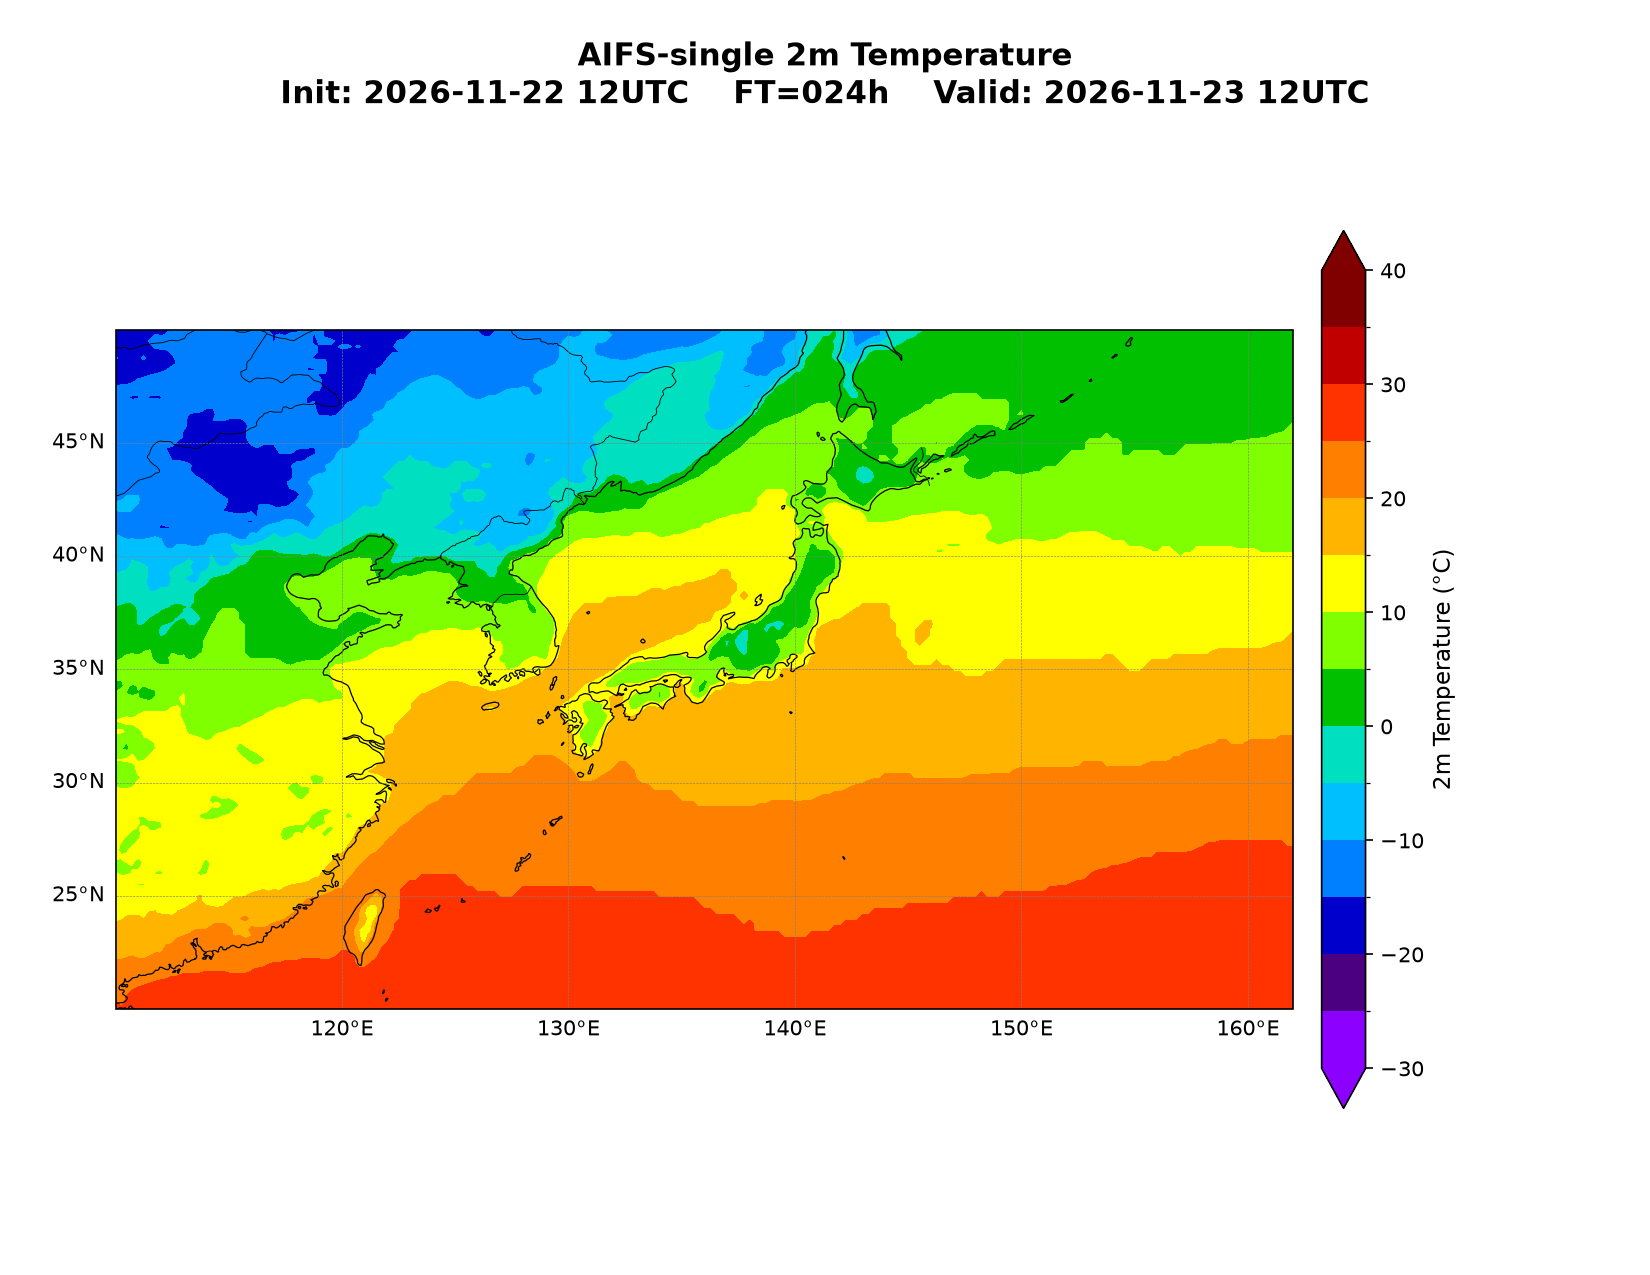 AIFS-single 2m Temperature
Init: 2026-11-22 12UTC    FT=024h    Valid: 2026-11-23 12UTC
45°N
40°N
35°N
30°N
25°N
120°E
130°E
140°E
150°E
160°E
40
30
20
10
0
−10
−20
−30
2m Temperature (°C)